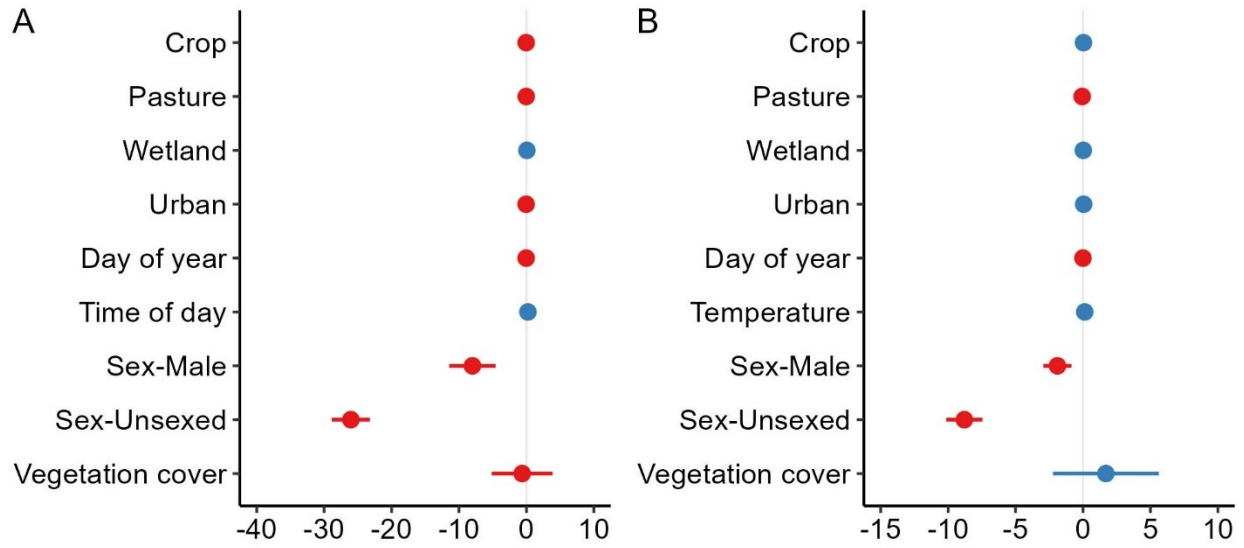 A
Crop
Pasture
Wetland
Urban
Day of year
Time of day
Sex-Male
Sex-Unsexed
Vegetation cover
-40 -30 -20 -10 0 10
B
Crop
Pasture
Wetland
Urban
Day of year
Temperature
Sex-Male
Sex-Unsexed
Vegetation cover
-15 -10 -5 0 5 10